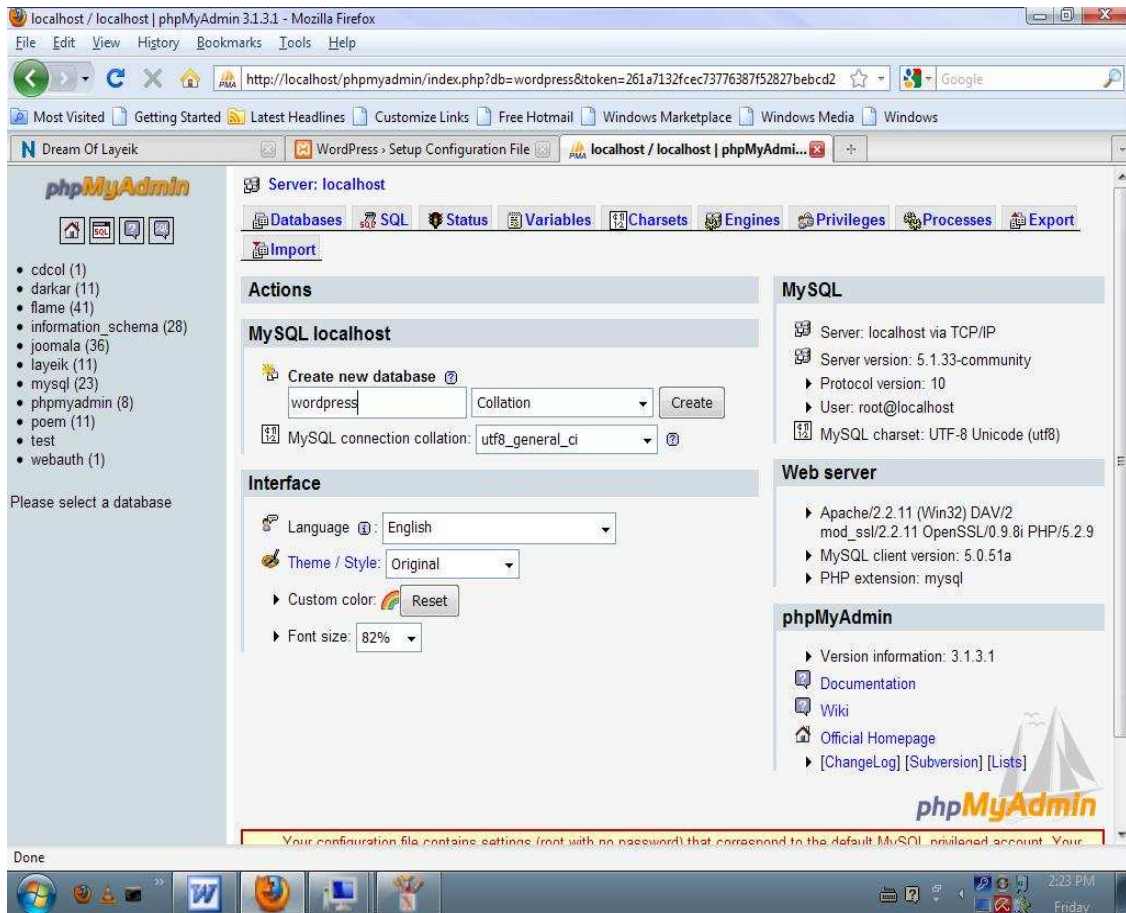 localhost / localhost | phpMyAdmin 3.1.3.1 - Mozilla Firefox
File Edit View History Bookmarks Tools Help
http://localhost/phpmyadmin/index.php?db=wordpress&token=261a7132fcec73776387f52827bebcd2
Google
Most Visited Getting Started Latest Headlines Customize Links Free Hotmail Windows Marketplace Windows Media Windows
Dream Of Layeik
WordPress › Setup Configuration File
localhost / localhost | phpMyAdmi...
phpMyAdmin
SQL
cdcol (1)
darkar (11)
flame (41)
information_schema (28)
joomala (36)
layeik (11)
mysql (23)
phpmyadmin (8)
poem (11)
test
webauth (1)
Please select a database
Server: localhost
Databases SQL Status Variables Charsets Engines Privileges Processes Export
Import
Actions
MySQL localhost
Create new database
wordpress Collation Create
MySQL connection collation: utf8_general_ci
Interface
Language : English
Theme / Style: Original
Custom color: Reset
Font size: 82%
MySQL
Server: localhost via TCP/IP
Server version: 5.1.33-community
Protocol version: 10
User: root@localhost
MySQL charset: UTF-8 Unicode (utf8)
Web server
Apache/2.2.11 (Win32) DAV/2
mod_ssl/2.2.11 OpenSSL/0.9.8i PHP/5.2.9
MySQL client version: 5.0.51a
PHP extension: mysql
phpMyAdmin
Version information: 3.1.3.1
Documentation
Wiki
Official Homepage
[ChangeLog] [Subversion] [Lists]
phpMyAdmin
Your configuration file contains settings (root with no password) that correspond to the default MySQL privileged account. Your
Done
2:23 PM
Friday